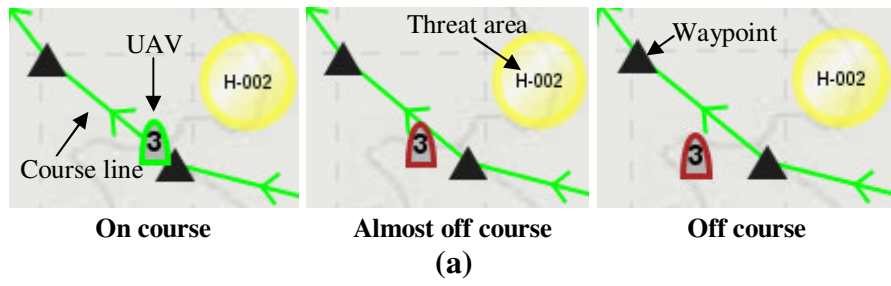 UAV
H-002
3
Course line
On course
Threat area
H-002
3
Almost off course
Waypoint
H-002
3
Off course
(a)